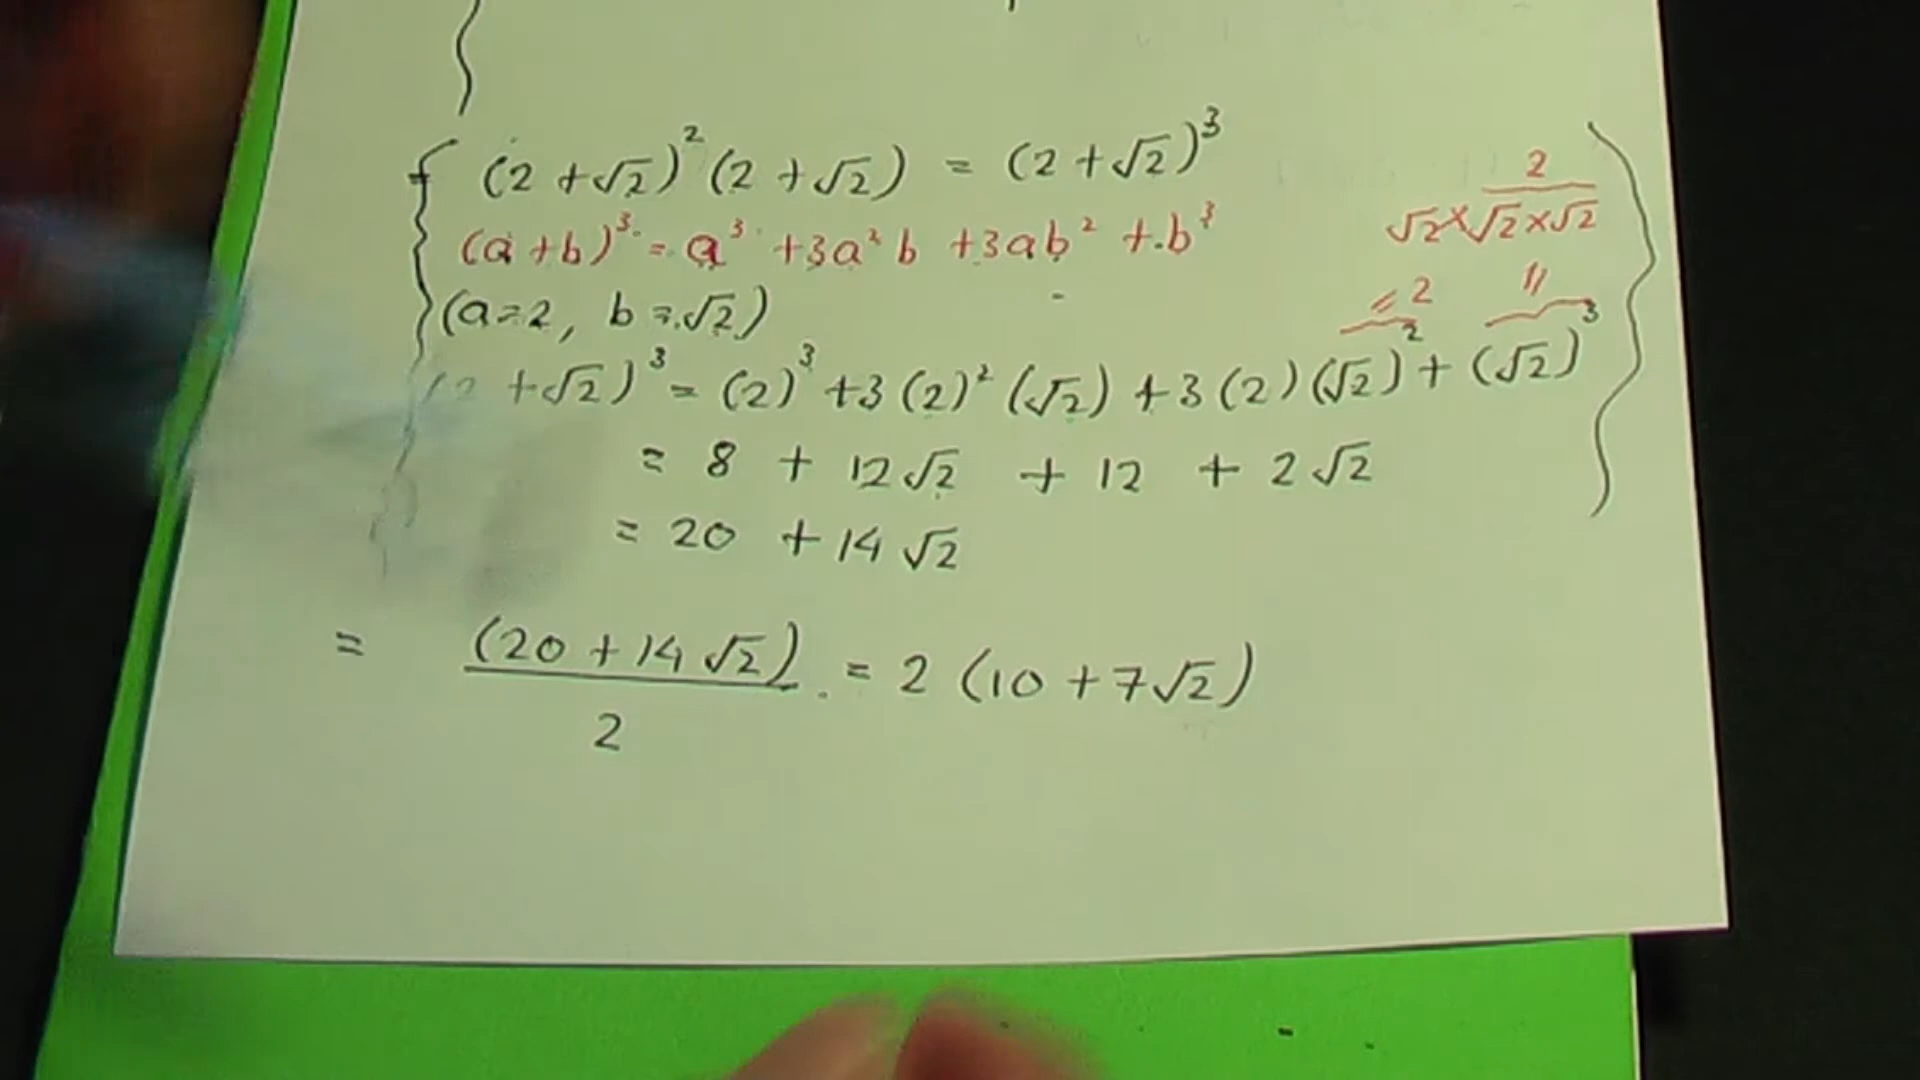 (2 + √2)² (2 + √2) = (2 + √2)³
(a + b)³ = a³ + 3a²b + 3ab² + b³
2
√2 × √2 × √2
(a = 2, b = √2)
= 2 //
(2 + √2)³ = (2)³ + 3 (2)² (√2) + 3 (2) (√2)² + (√2)³
= 8 + 12√2 + 12 + 2√2
= 20 + 14√2
= (20 + 14√2) / 2 = 2 (10 + 7√2)